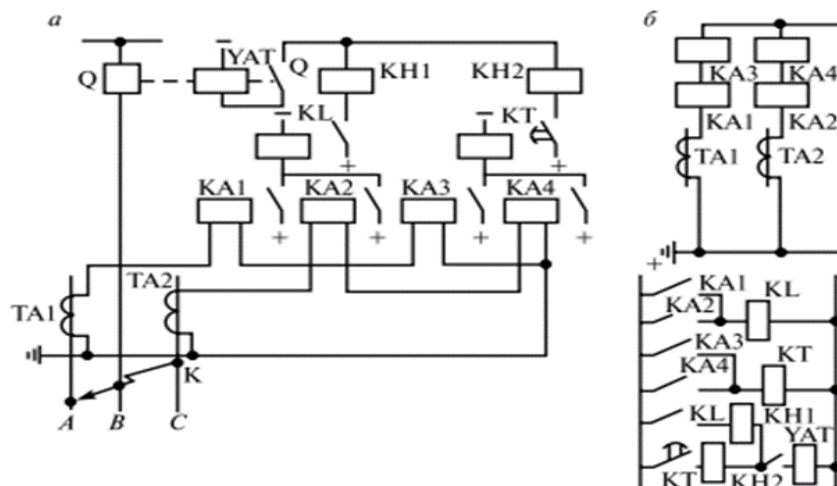 а
Q
YAT
Q
KH1
KH2
KL
KT
+
+
KA1
KA2
KA3
KA4
+
+
+
+
TA1
TA2
K
A
B
C
б
KA3
KA4
KA1
KA2
TA1
TA2
+
KA1
KL
KA2
KA3
KT
KA4
KL
KH1
YAT
KT
KH2